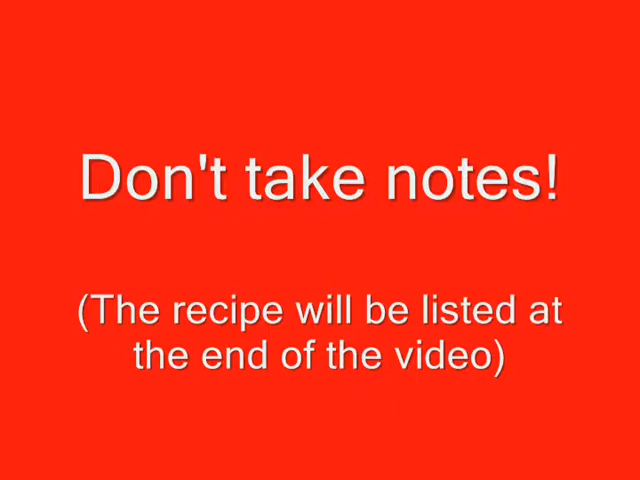 Don't take notes!
(The recipe will be listed at
the end of the video)